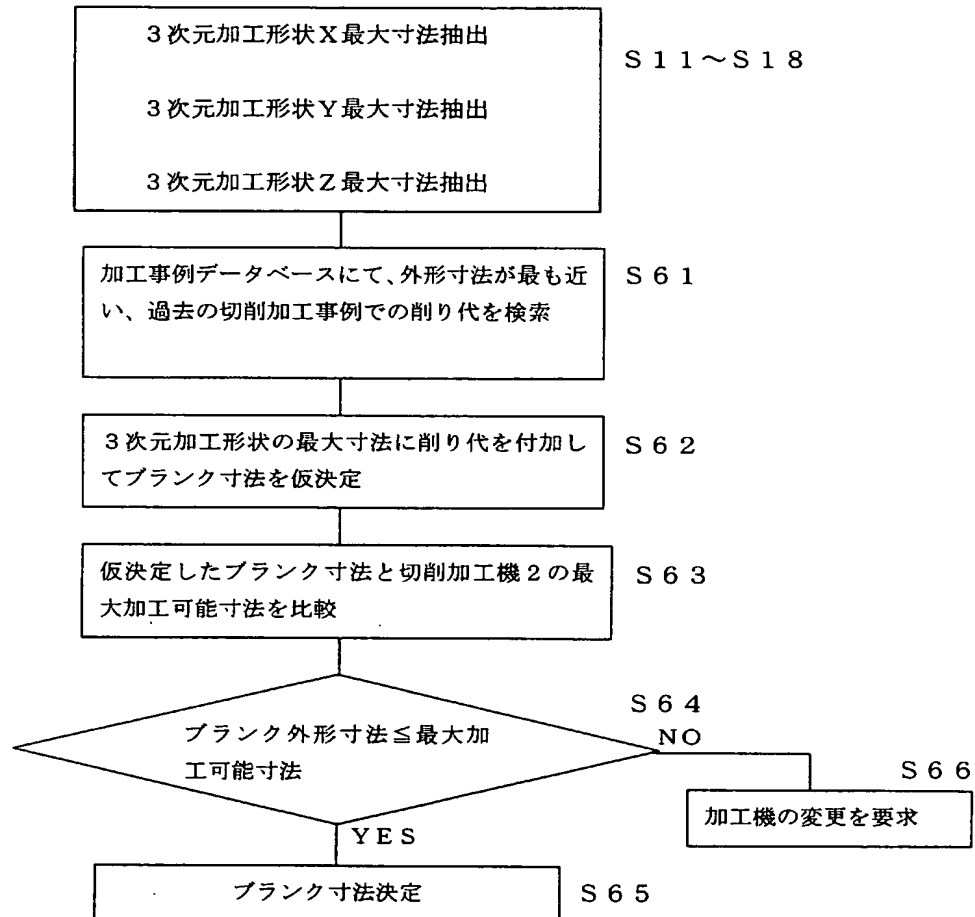 3次元加工形状X最大寸法抽出
S11～S18
3次元加工形状Y最大寸法抽出
3次元加工形状Z最大寸法抽出
加工事例データベースにて、外形寸法が最も近
S61
い、過去の切削加工事例での削り代を検索
3次元加工形状の最大寸法に削り代を付加し
S62
てブランク寸法を仮決定
仮決定したブランク寸法と切削加工機2の最
S63
大加工可能寸法を比較
S64
ブランク外形寸法≦最大加
NO
工可能寸法
S66
加工機の変更を要求
YES
ブランク寸法決定
S65